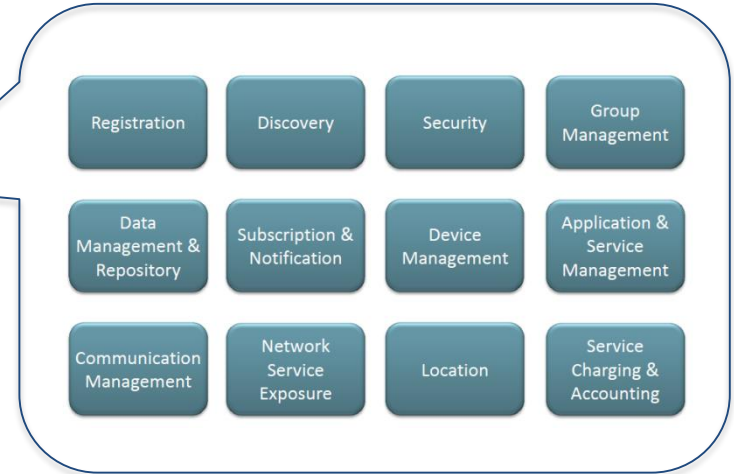 Registration
Discovery
Security
Group
Management
Data
Management &
Repository
Subscription &
Notification
Device
Management
Application &
Service
Management
Communication
Management
Network
Service
Exposure
Location
Service
Charging &
Accounting